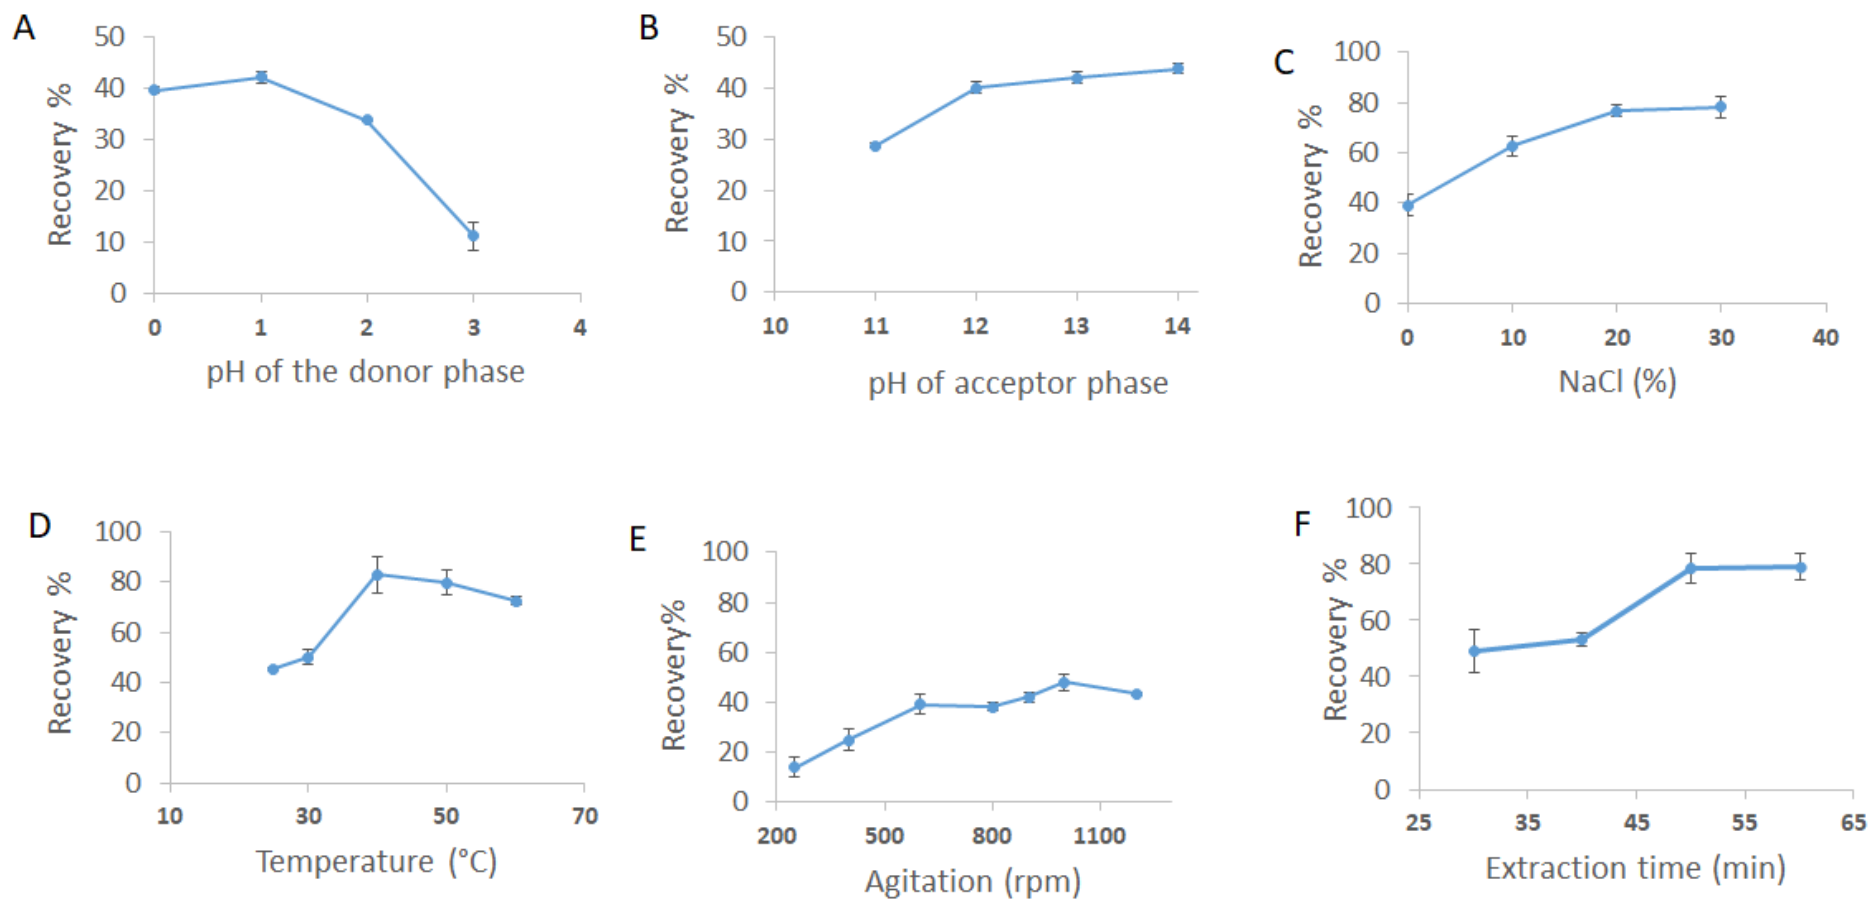 A
50
40
30
20
10
0
Recovery %
0 1 2 3 4
pH of the donor phase
B
50
40
30
20
10
0
Recovery %
10 11 12 13 14
pH of acceptor phase
C
100
80
60
40
20
0
Recovery %
0 10 20 30 40
NaCl (%)
D
100
80
60
40
20
0
Recovery %
10 30 50 70
Temperature (°C)
E
100
80
60
40
20
0
Recovery%
200 500 800 1100
Agitation (rpm)
F
100
80
60
40
20
0
Recovery %
25 35 45 55 65
Extraction time (min)